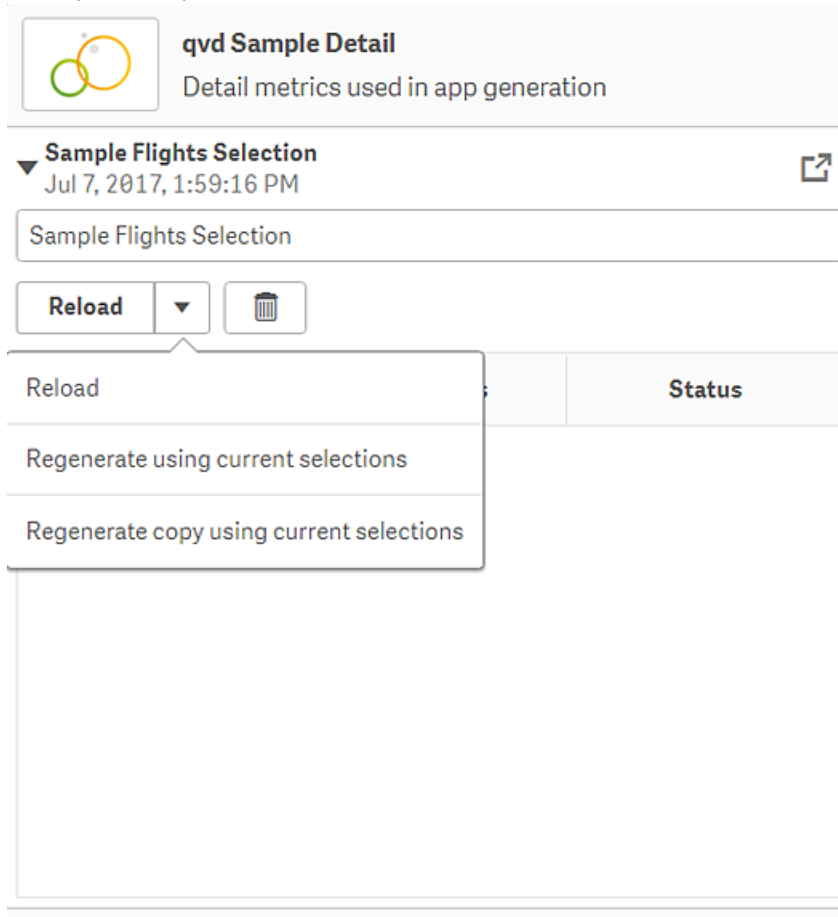 qvd Sample Detail
Detail metrics used in app generation
Sample Flights Selection
Jul 7, 2017, 1:59:16 PM
Sample Flights Selection
Reload
Reload
Status
Regenerate using current selections
Regenerate copy using current selections